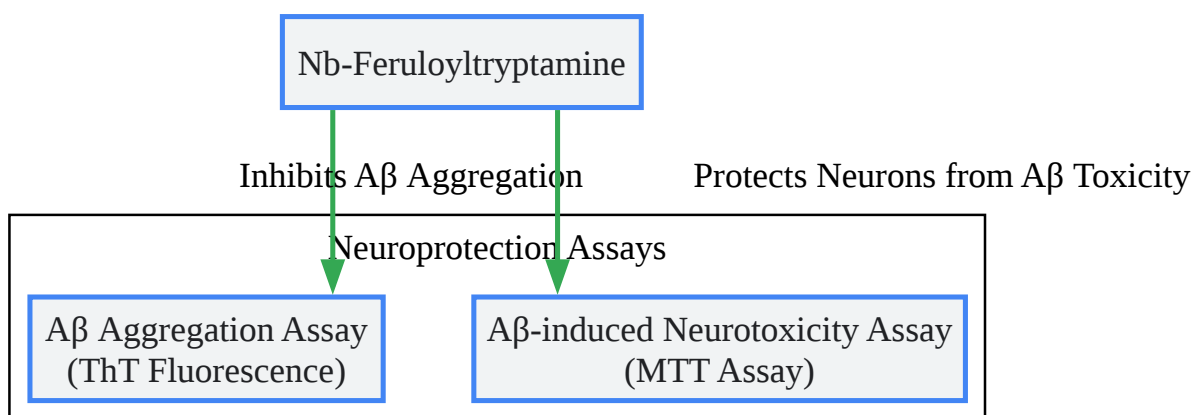 Nb-Feruloyltryptamine
Inhibits Aβ Aggregation
Protects Neurons from Aβ Toxicity
Neuroprotection Assays
Aβ Aggregation Assay
(ThT Fluorescence)
Aβ-induced Neurotoxicity Assay
(MTT Assay)